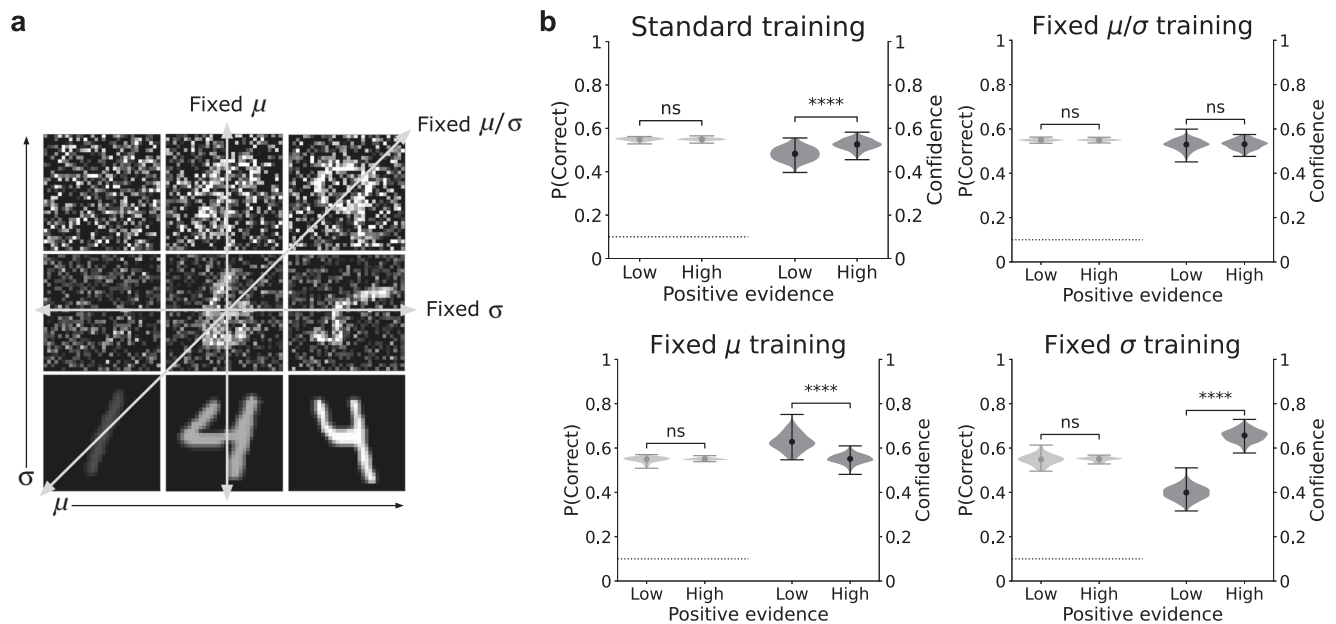 a
Fixed μ
Fixed μ/σ
Fixed σ
σ
μ
b
Standard training
P(Correct)
Confidence
1
0.8
0.6
0.4
0.2
0
ns
****
1
0.8
0.6
0.4
0.2
0
Low High Low High
Positive evidence
Fixed μ/σ training
P(Correct)
Confidence
1
0.8
0.6
0.4
0.2
0
ns
ns
1
0.8
0.6
0.4
0.2
0
Low High Low High
Positive evidence
Fixed μ training
P(Correct)
Confidence
1
0.8
0.6
0.4
0.2
0
ns
****
1
0.8
0.6
0.4
0.2
0
Low High Low High
Positive evidence
Fixed σ training
P(Correct)
Confidence
1
0.8
0.6
0.4
0.2
0
ns
****
1
0.8
0.6
0.4
0.2
0
Low High Low High
Positive evidence